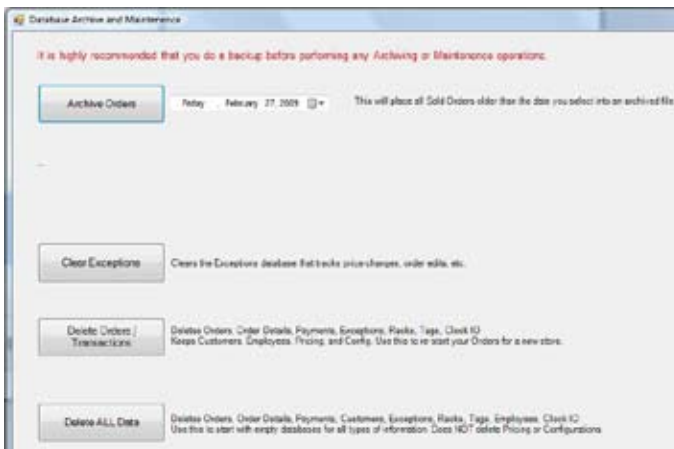 Database Archive and Maintenence
It is highly recommended that you do a backup before performing any Archiving or Maintenence operations.
Archive Orders
Friday , February 27, 2009
This will place all Sold Orders older than the date you select into an archived file
Clear Exceptions
Clears the Exceptions database that tracks price changes, order edits, etc.
Delete Orders /
Transactions
Deletes Orders, Order Details, Payments, Exceptions, Racks, Tags, Clock IO
Keeps Customers, Employees, Pricing, and Config. Use this to re-start your Orders for a new store.
Delete ALL Data
Deletes Orders, Order Details, Payments, Customers, Exceptions, Racks, Tags, Employees, Clock IO
Use this is start with empty databases for all types of information. Does NOT delete Pricing or Configurations